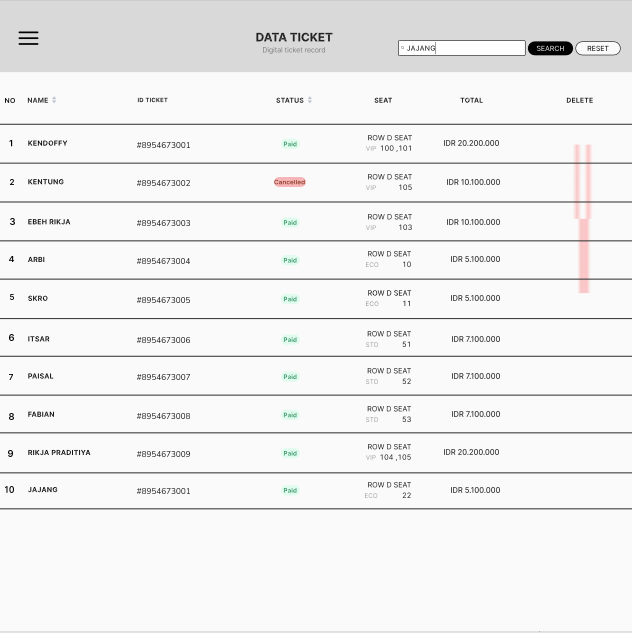 DATA TICKET
Digital ticket record
JAJANG SEARCH RESET
NO NAME ID TICKET STATUS SEAT TOTAL DELETE
1 KENDOFFY #8954673001 Paid ROW D SEAT IDR 20.200.000
VIP 100 ,101
2 KENTUNG #8954673002 Cancelled ROW D SEAT IDR 10.100.000
VIP 105
3 EBEH RIKJA #8954673003 Paid ROW D SEAT IDR 10.100.000
VIP 103
4 ARBI #8954673004 Paid ROW D SEAT IDR 5.100.000
ECO 10
5 SKRO #8954673005 Paid ROW D SEAT IDR 5.100.000
ECO 11
6 ITSAR #8954673006 Paid ROW D SEAT IDR 7.100.000
STD 51
7 PAISAL #8954673007 Paid ROW D SEAT IDR 7.100.000
STD 52
8 FABIAN #8954673008 Paid ROW D SEAT IDR 7.100.000
STD 53
9 RIKJA PRADITIYA #8954673009 Paid ROW D SEAT IDR 20.200.000
VIP 104 ,105
10 JAJANG #8954673001 Paid ROW D SEAT IDR 5.100.000
ECO 22